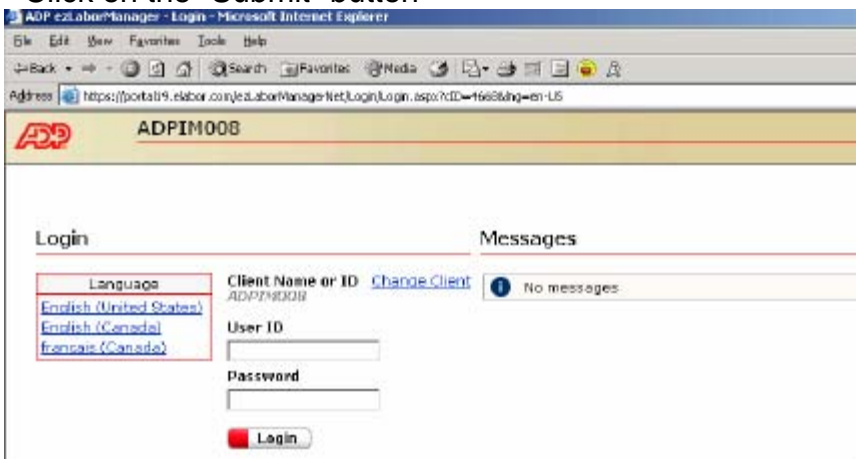 Click on the "Submit" button
ADP ezLaborManager - Login - Microsoft Internet Explorer
File Edit View Favorites Tools Help
Back Search Favorites Media
Address https://portal19.elabor.com/ezLaborManagerNet/Login/Login.aspx?cID=4668&lng=en-US
ADP ADPIM008
Login Messages
Language Client Name or ID Change Client No messages
English (United States) ADPIM008
English (Canada) User ID
français (Canada)
Password
Login